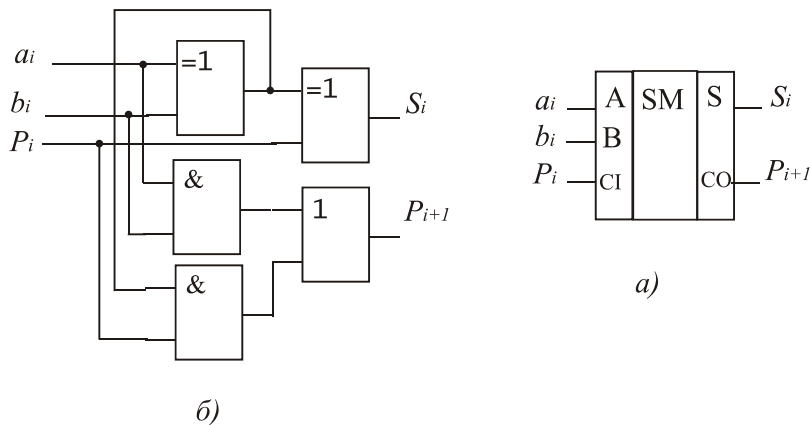 aᵢ
=1
=1
Sᵢ
bᵢ
Pᵢ
&
1
Pᵢ₊₁
&
б)
A SM S
aᵢ
Sᵢ
bᵢ
B
Pᵢ
CI
CO
Pᵢ₊₁
а)